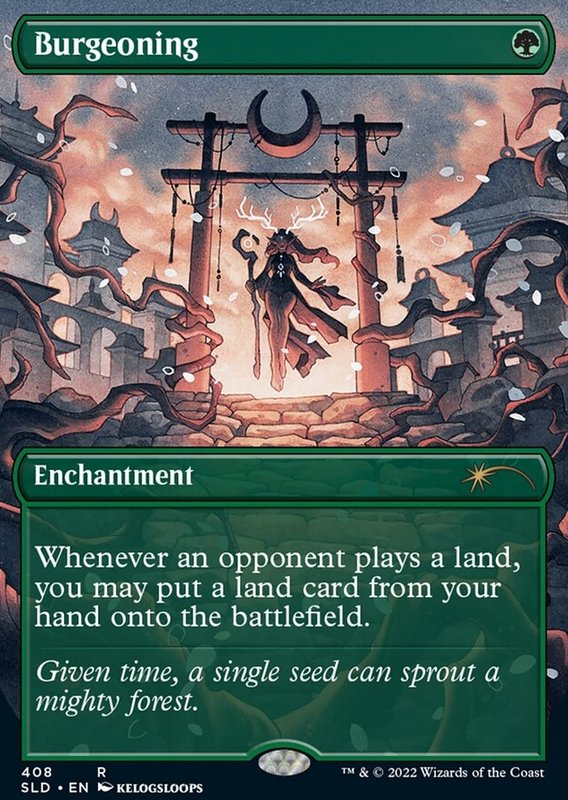 Burgeoning
Enchantment
Whenever an opponent plays a land,
you may put a land card from your
hand onto the battlefield.
Given time, a single seed can sprout a
mighty forest.
408 R
SLD • EN KELOGSLOOPS
™ & © 2022 Wizards of the Coast